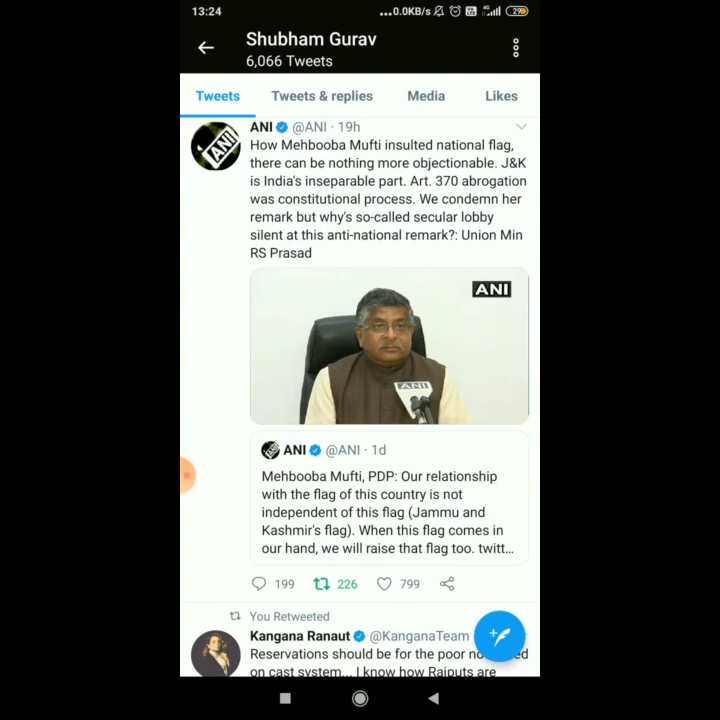 13:24 ...0.0KB/s 4G 29
Shubham Gurav
6,066 Tweets
Tweets Tweets & replies Media Likes
ANI @ANI · 19h
How Mehbooba Mufti insulted national flag,
there can be nothing more objectionable. J&K
is India's inseparable part. Art. 370 abrogation
was constitutional process. We condemn her
remark but why's so-called secular lobby
silent at this anti-national remark?: Union Min
RS Prasad
ANI
ANI
ANI
ANI @ANI · 1d
Mehbooba Mufti, PDP: Our relationship
with the flag of this country is not
independent of this flag (Jammu and
Kashmir's flag). When this flag comes in
our hand, we will raise that flag too. twitt...
199 226 799
You Retweeted
Kangana Ranaut @KanganaTeam
Reservations should be for the poor
on cast system... I know how Rajputs are